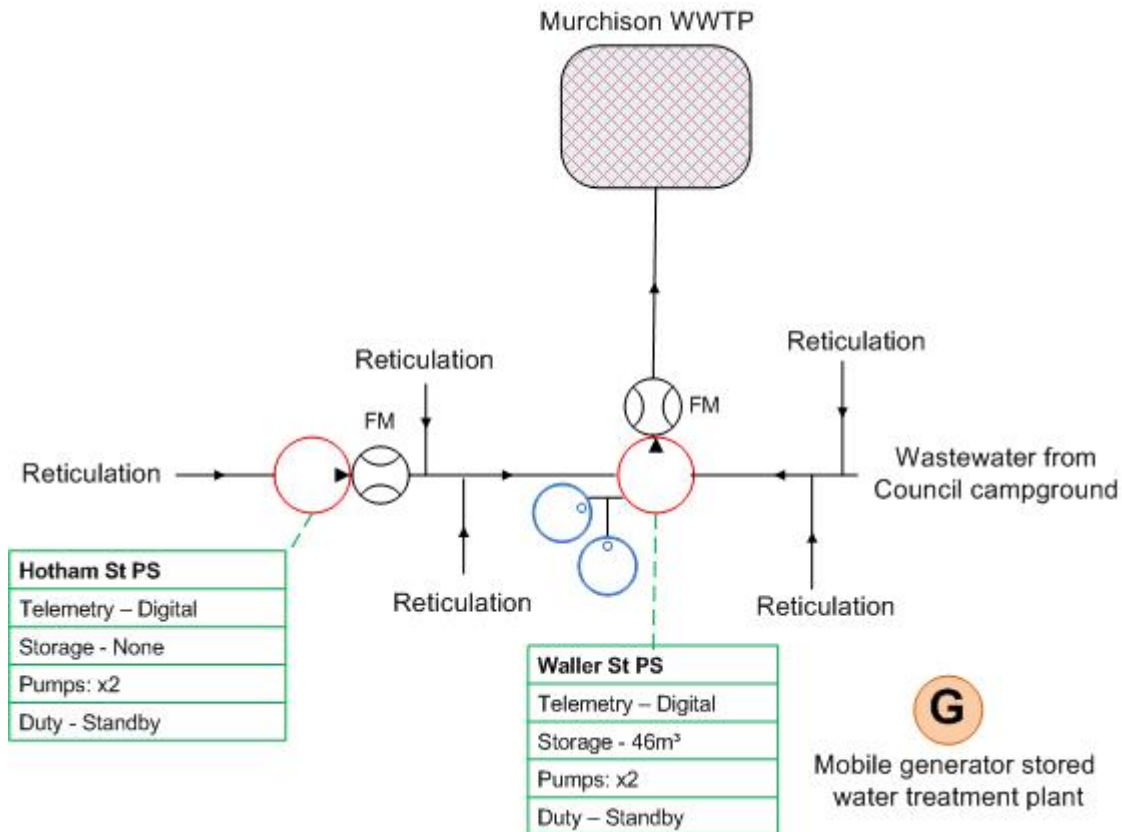 Murchison WWTP
Reticulation
Reticulation
FM
FM
Reticulation
Wastewater from
Council campground
Reticulation
Reticulation
Hotham St PS
Telemetry – Digital
Storage - None
Pumps: x2
Duty - Standby
Waller St PS
Telemetry – Digital
Storage - 46m³
Pumps: x2
Duty – Standby
G
Mobile generator stored
water treatment plant